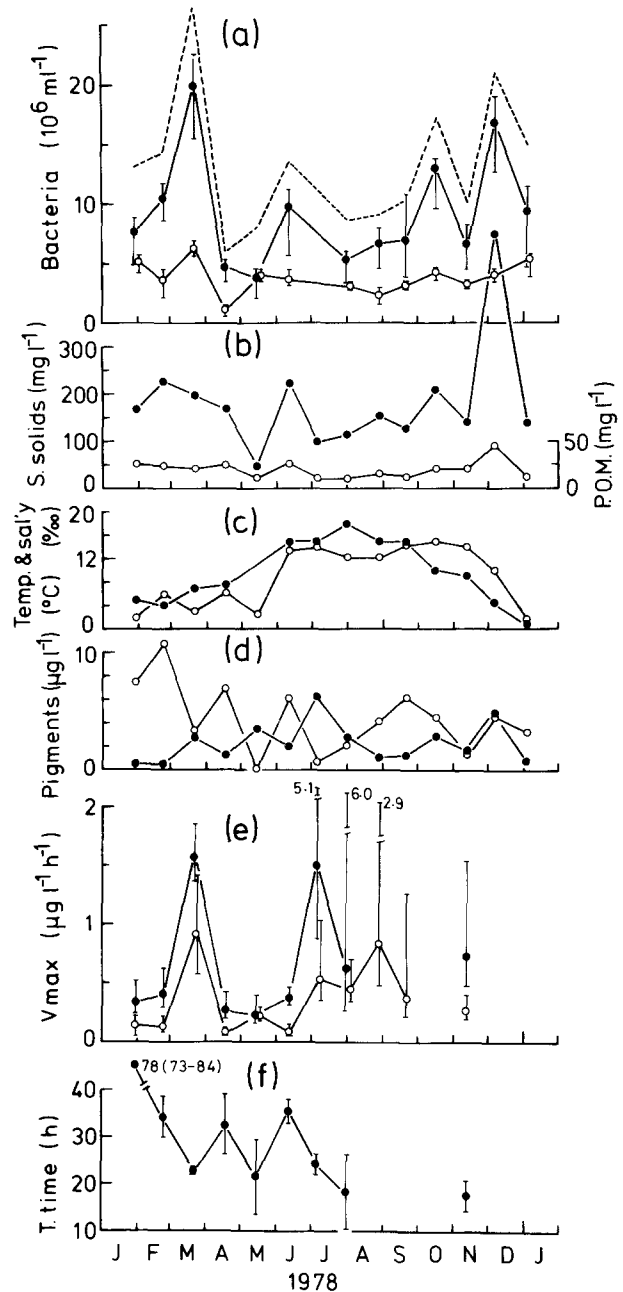 (a)
Bacteria (10⁶ ml⁻¹)
20
10
0
(b)
S. solids (mg l⁻¹)
300
200
100
0
50
0
P.O.M. (mg l⁻¹)
(c)
Temp. & sal'y
(°C) (‰)
20
12
0
(d)
Pigments (µg l⁻¹)
10
0
(e)
5.1
6.0
2.9
Vmax (µg l⁻¹ h⁻¹)
2
1
0
(f)
78 (73-84)
T. time (h)
40
30
20
10
J F M A M J J A S O N D J
1978